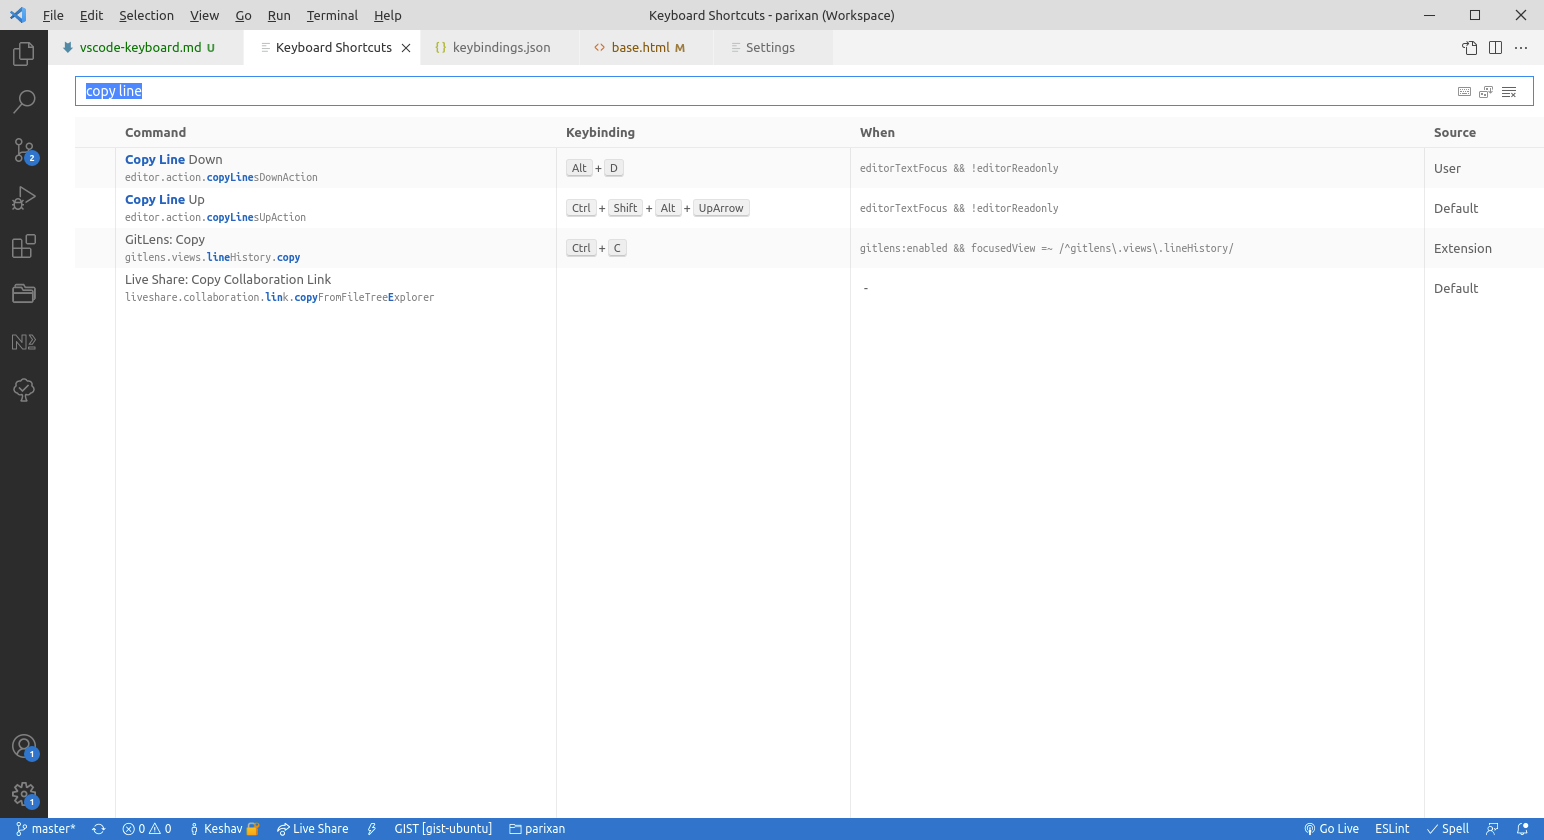 File Edit Selection View Go Run Terminal Help Keyboard Shortcuts - parixan (Workspace)
vscode-keyboard.md U Keyboard Shortcuts keybindings.json base.html M Settings
copy line
Command Keybinding When Source
Copy Line Down
editor.action.copyLinesDownAction
Alt + D editorTextFocus && !editorReadonly User
Copy Line Up
editor.action.copyLinesUpAction
Ctrl + Shift + Alt + UpArrow editorTextFocus && !editorReadonly Default
GitLens: Copy
gitlens.views.lineHistory.copy
Ctrl + C gitlens:enabled && focusedView =~ /^gitlens\.views\.lineHistory/ Extension
Live Share: Copy Collaboration Link
liveshare.collaboration.link.copyFromFileTreeExplorer
- Default
2
1
1
master* 0 0 Keshav Live Share GIST [gist-ubuntu] parixan Go Live ESLint Spell